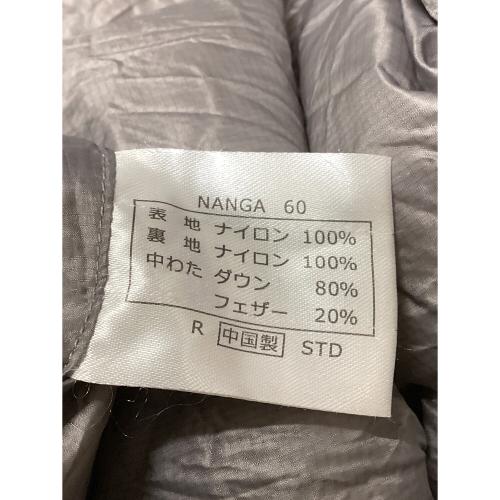 NANGA 60
表地 ナイロン 100%
裏地 ナイロン 100%
中わた ダウン 80%
フェザー 20%
R 中国製 STD